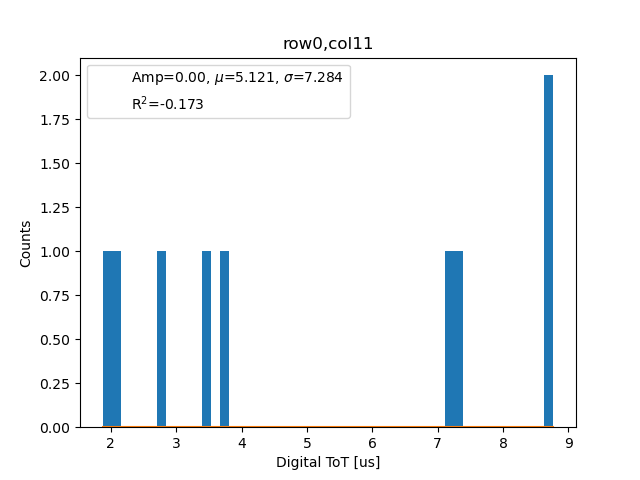 row0,col11
Amp=0.00, μ=5.121, σ=7.284
R²=-0.173
2.00
1.75
1.50
1.25
1.00
0.75
0.50
0.25
0.00
Counts
2 3 4 5 6 7 8 9
Digital ToT [us]